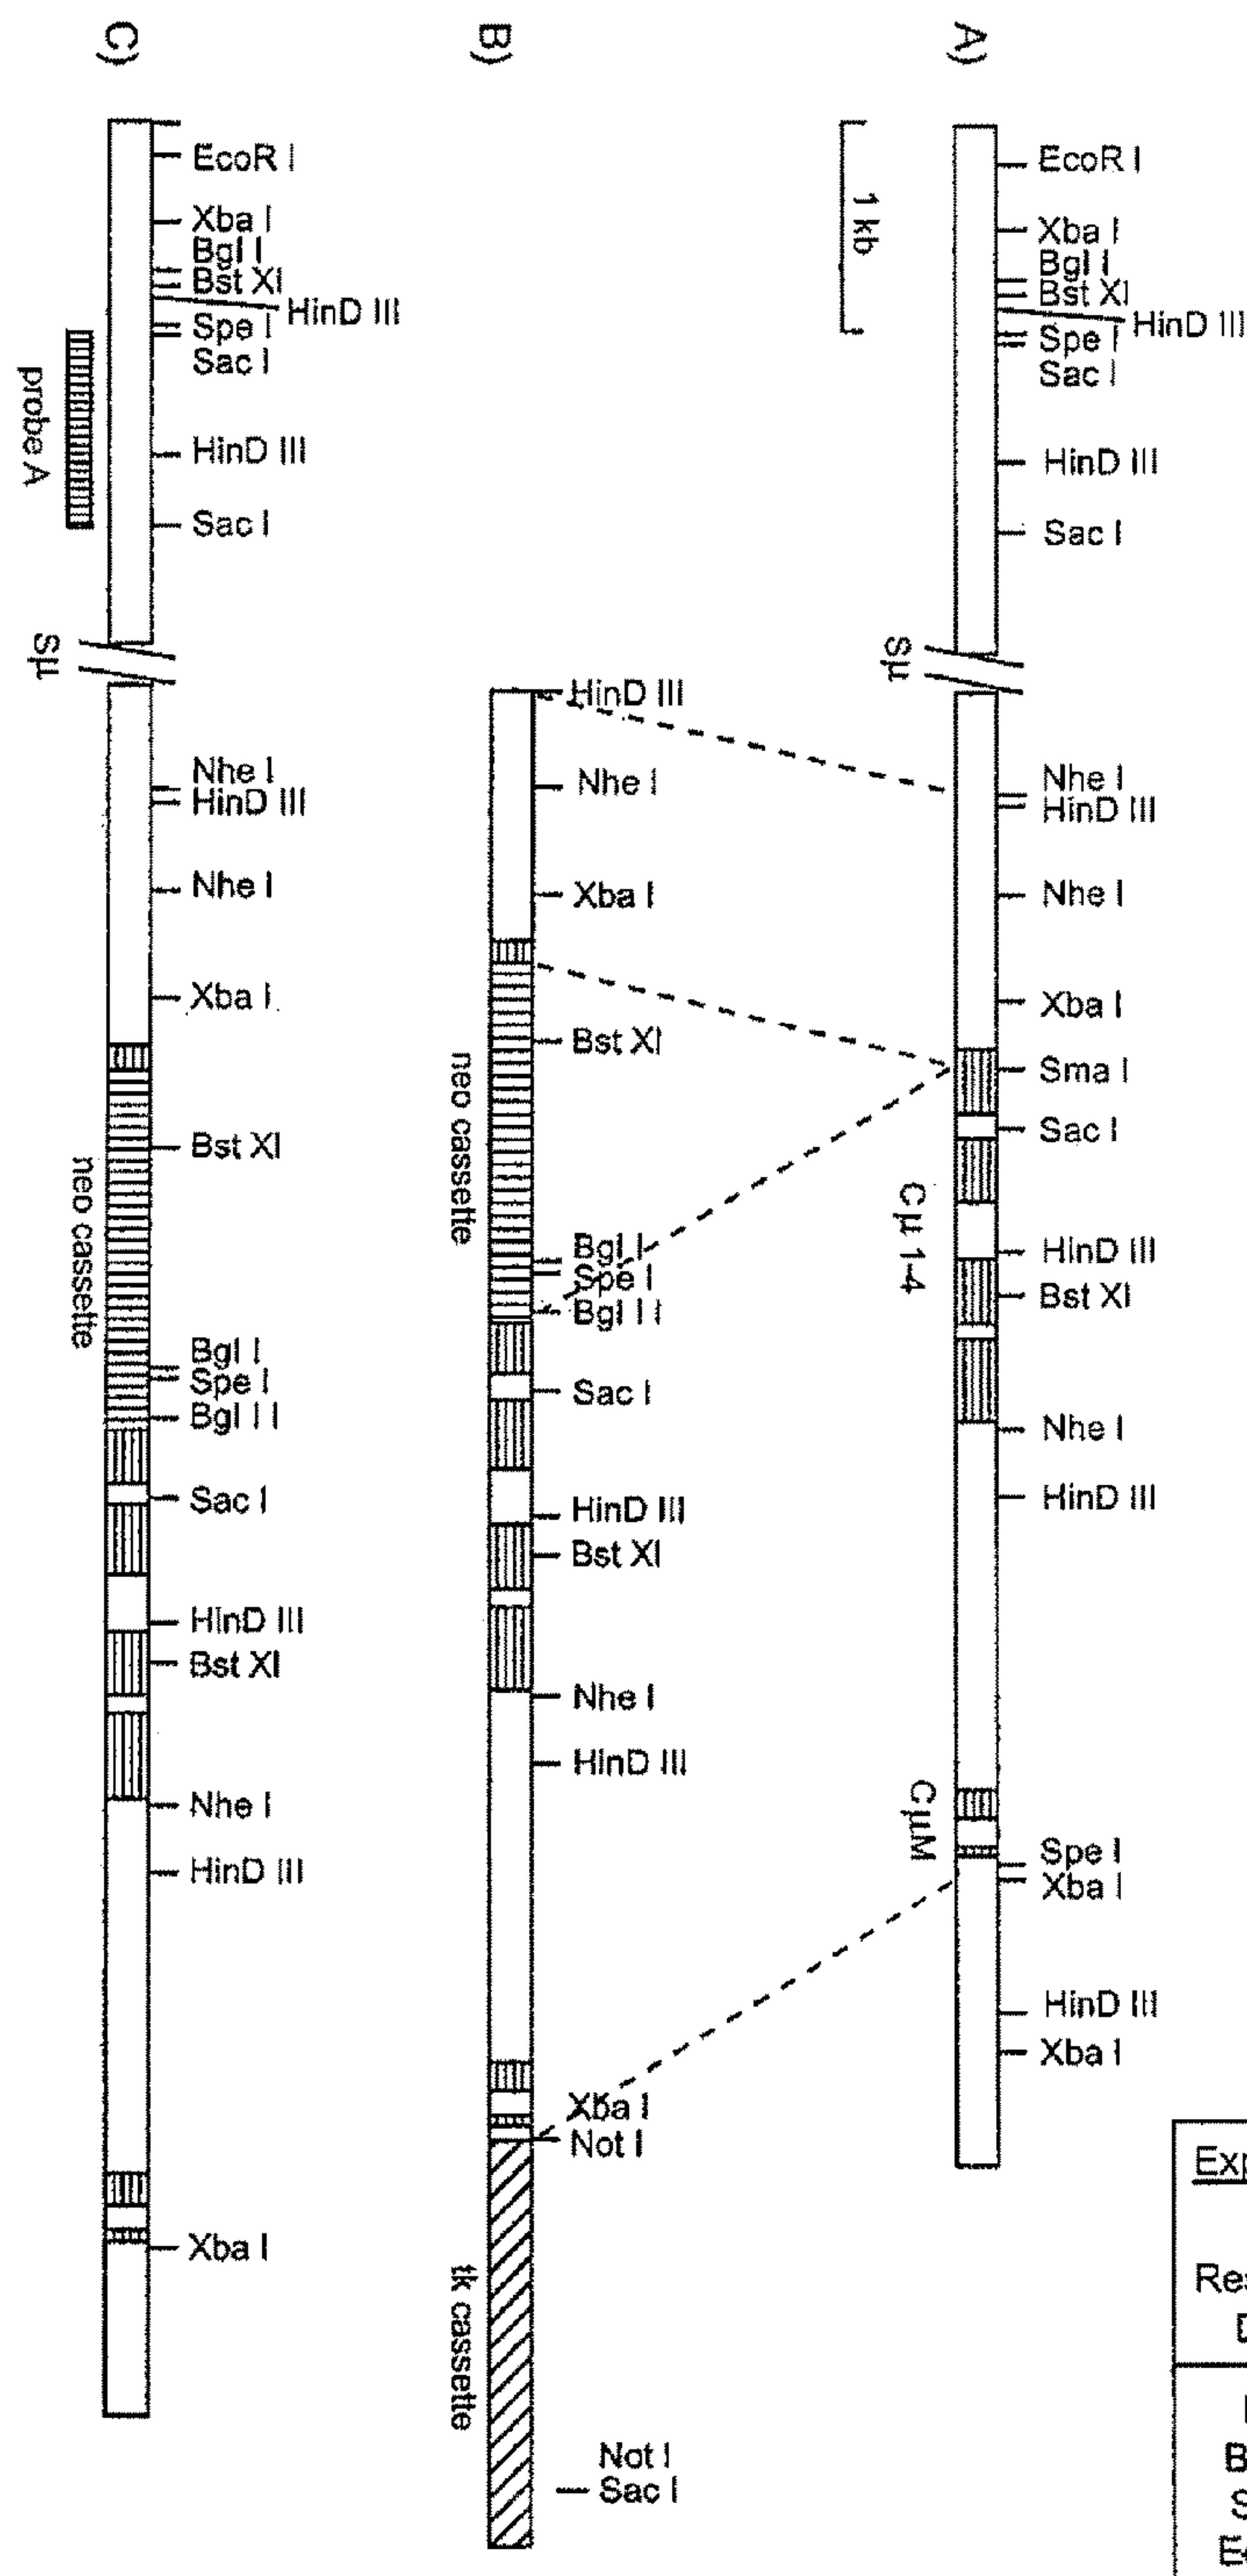 A)
EcoR I
Xba I
Bgl I
Bst XI
HinD III
Spe I
Sac I
HinD III
Sac I
Sμ
Nhe I
HinD III
Nhe I
Xba I
Sma I
Sac I
Cμ 1-4
HinD III
Bst XI
Nhe I
HinD III
CμM
Spe I
Xba I
HinD III
Xba I
1 kb
B)
HinD III
Nhe I
Xba I
Bst XI
neo cassette
Bgl I
Spe I
Bgl II
Sac I
HinD III
Bst XI
Nhe I
HinD III
Xba I
Not I
tk cassette
Not I
Sac I
C)
EcoR I
Xba I
Bgl I
Bst XI
HinD III
Spe I
Sac I
probe A
HinD III
Sac I
Sμ
Nhe I
HinD III
Nhe I
Xba I
Bst XI
neo cassette
Bgl I
Spe I
Bgl II
Sac I
HinD III
Bst XI
Nhe I
HinD III
Xba I